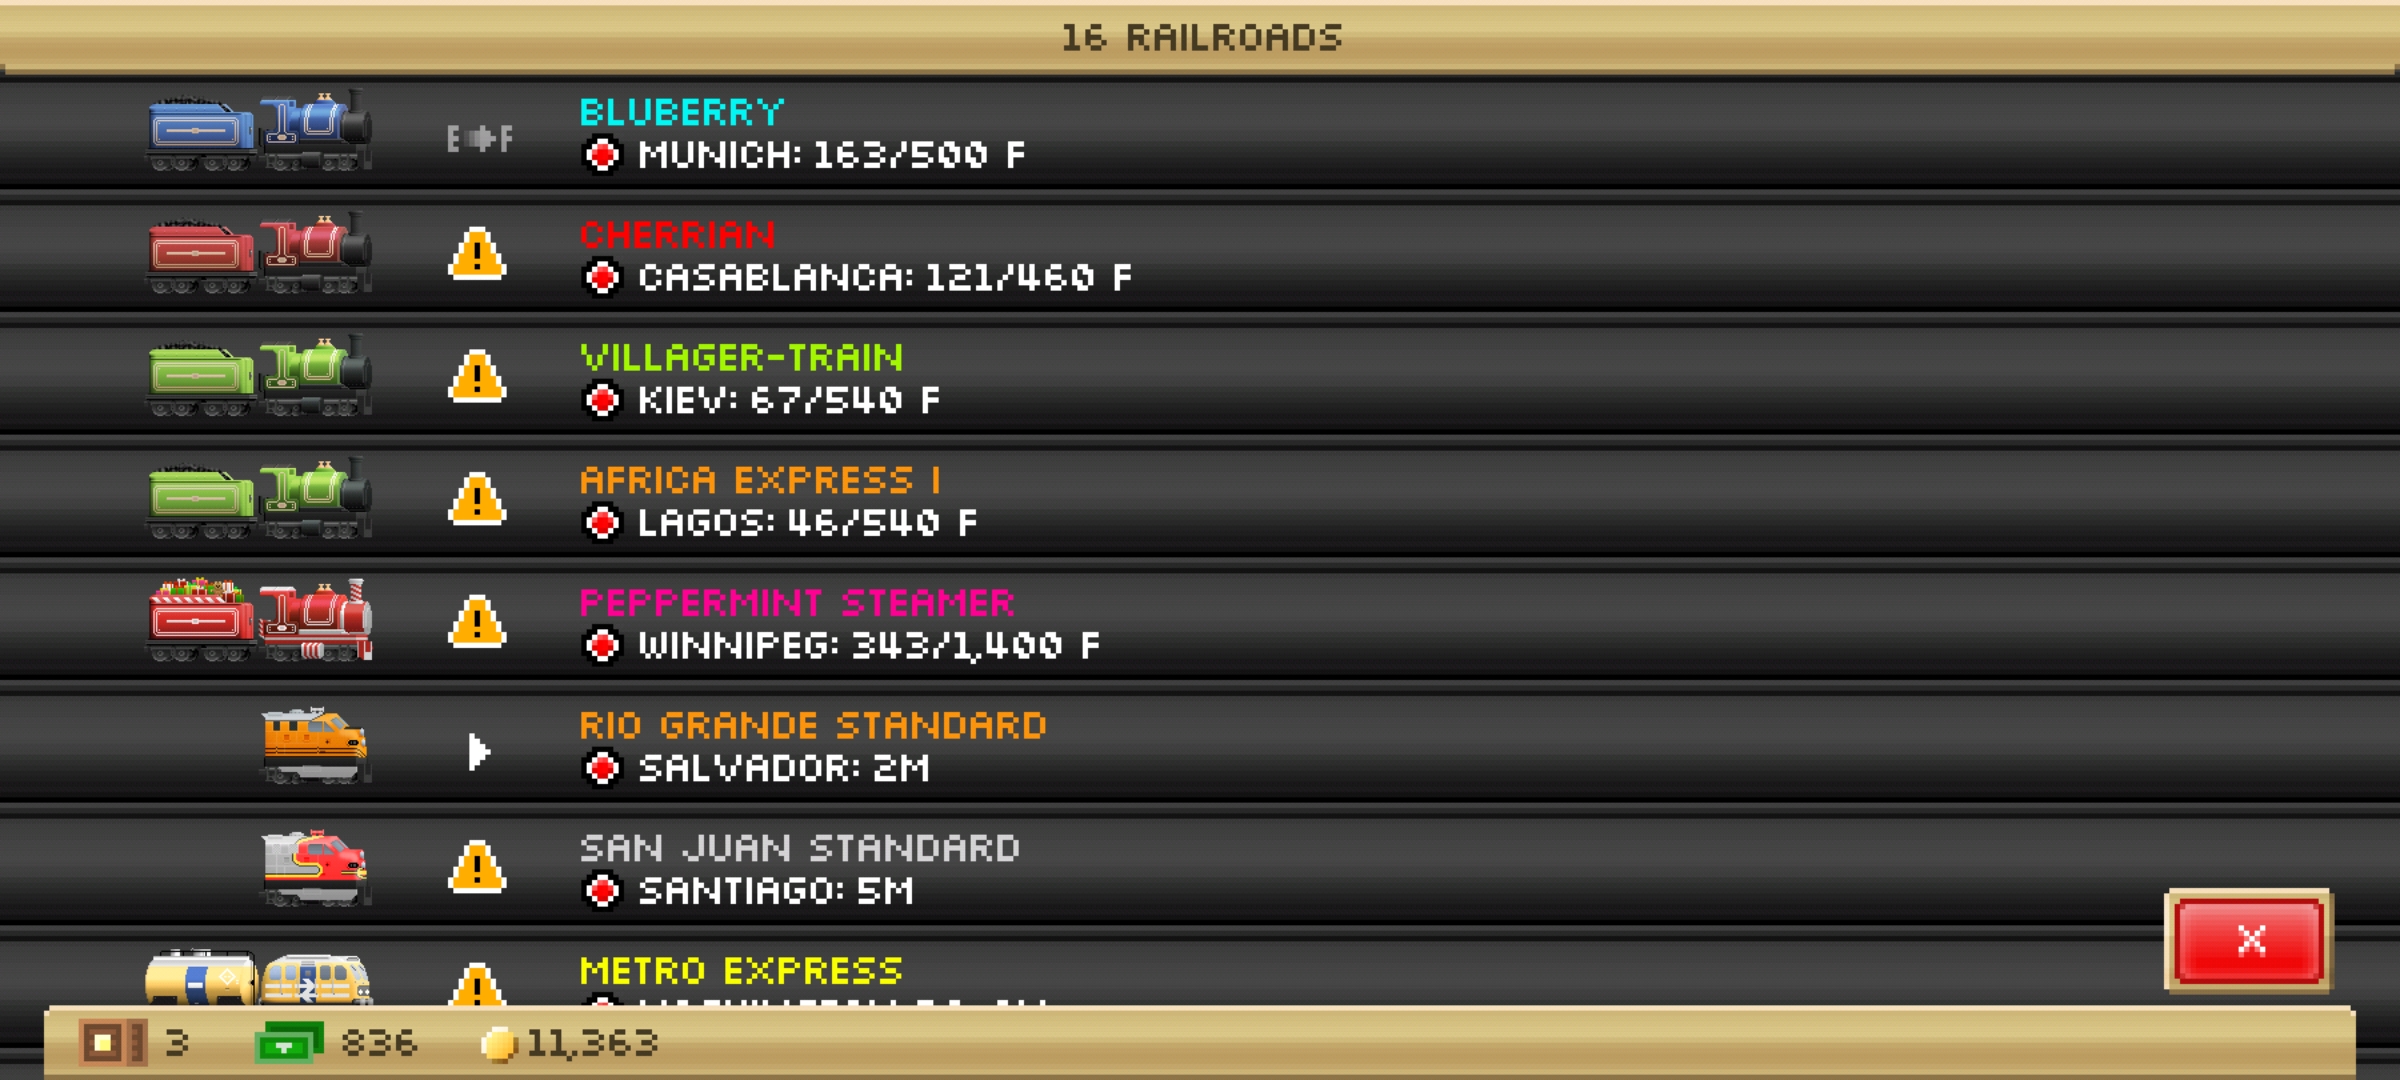 16 RAILROADS
E F
BLUBERRY
MUNICH: 163/500 F
CHERRIAN
CASABLANCA: 121/460 F
VILLAGER-TRAIN
KIEV: 67/540 F
AFRICA EXPRESS I
LAGOS: 46/540 F
PEPPERMINT STEAMER
WINNIPEG: 343/1,400 F
RIO GRANDE STANDARD
SALVADOR: 2M
SAN JUAN STANDARD
SANTIAGO: 5M
METRO EXPRESS
3 836 11,363